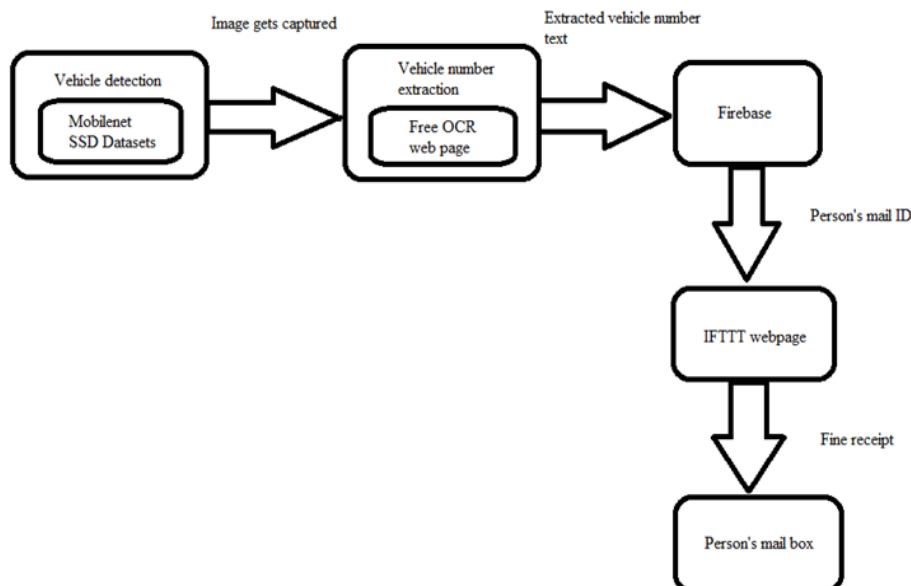 Image gets captured
Extracted vehicle number
text
Vehicle detection
Mobilenet
SSD Datasets
Vehicle number
extraction
Free OCR
web page
Firebase
Person's mail ID
IFTTT webpage
Fine receipt
Person's mail box